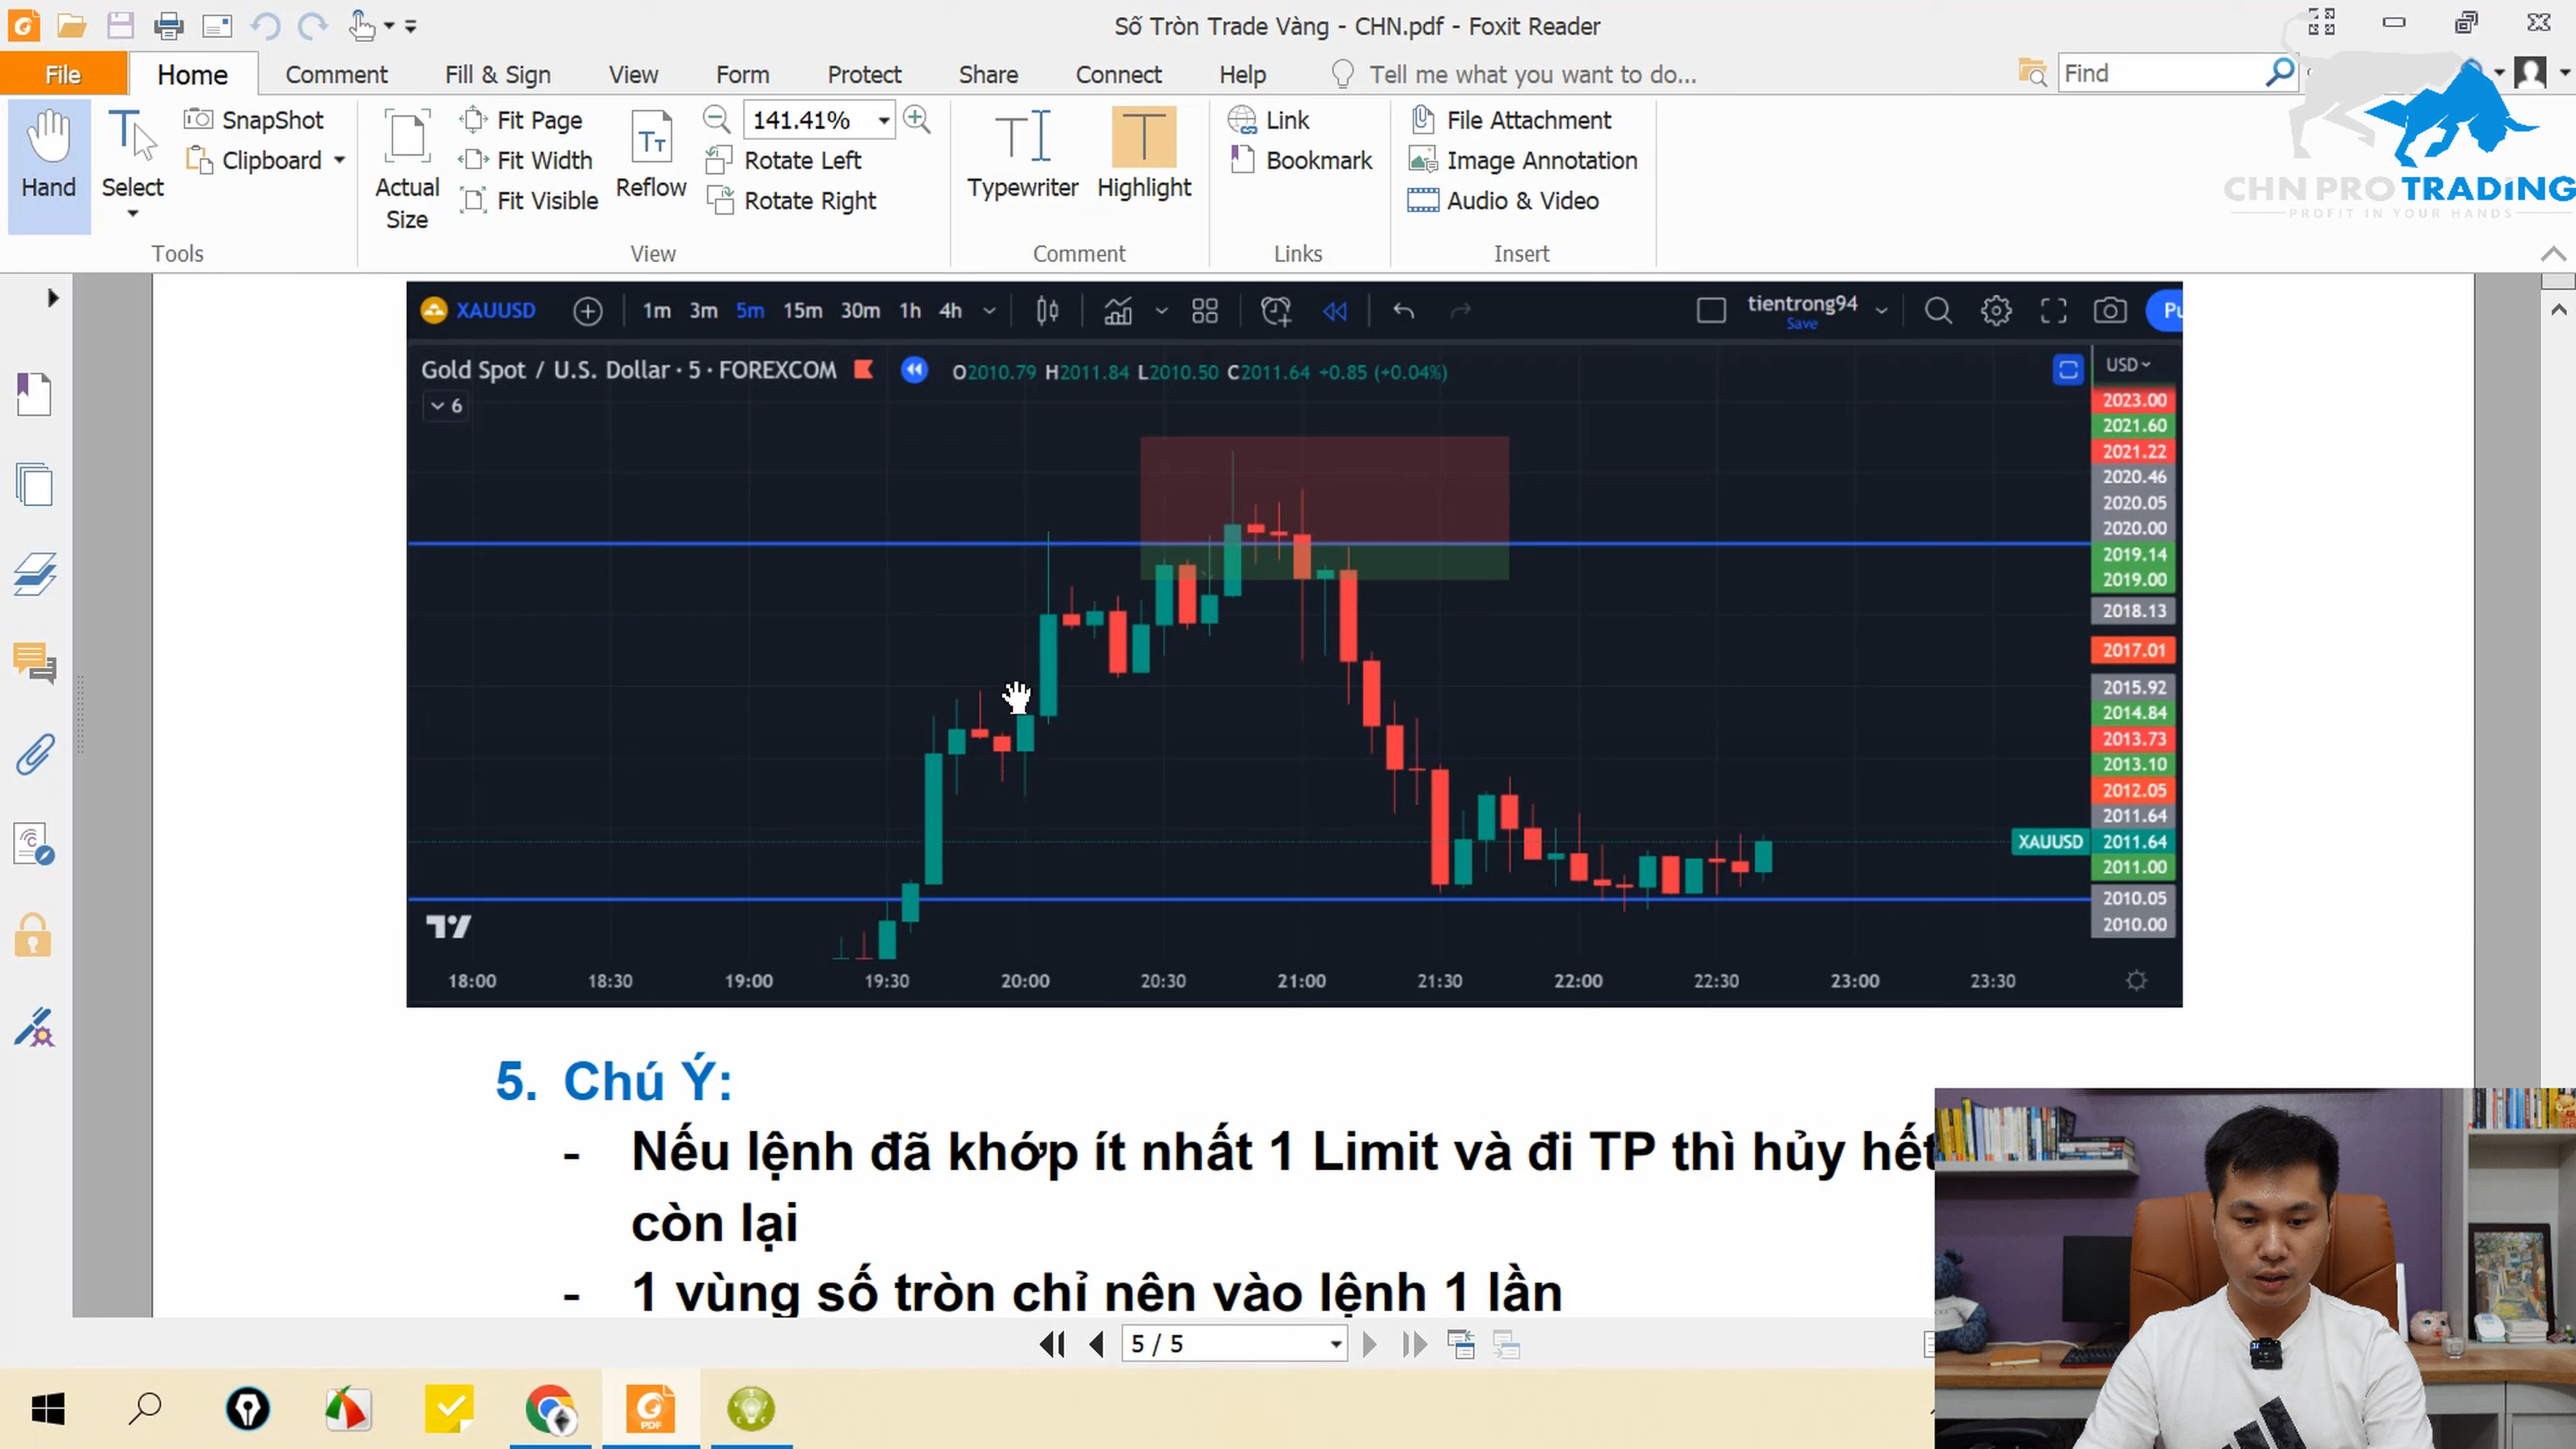 Số Tròn Trade Vàng - CHN.pdf - Foxit Reader
File Home Comment Fill & Sign View Form Protect Share Connect Help Tell me what you want to do... Find
Hand
Select
SnapShot
Clipboard
Tools
Actual Size
Fit Page
Fit Width
Fit Visible
Reflow
141.41%
Rotate Left
Rotate Right
View
Typewriter
Highlight
Comment
Link
Bookmark
Links
File Attachment
Image Annotation
Audio & Video
Insert
CHN PRO TRADING
PROFIT IN YOUR HANDS
XAUUSD 1m 3m 5m 15m 30m 1h 4h tientrong94 Pu
Save
Gold Spot / U.S. Dollar · 5 · FOREXCOM O2010.79 H2011.84 L2010.50 C2011.64 +0.85 (+0.04%) USD
6
2023.00
2021.60
2021.22
2020.46
2020.05
2020.00
2019.14
2019.00
2018.13
2017.01
2015.92
2014.84
2013.73
2013.10
2012.05
2011.64
XAUUSD 2011.64
2011.00
2010.05
2010.00
18:00 18:30 19:00 19:30 20:00 20:30 21:00 21:30 22:00 22:30 23:00 23:30
5. Chú Ý:
- Nếu lệnh đã khớp ít nhất 1 Limit và đi TP thì hủy hết
còn lại
- 1 vùng số tròn chỉ nên vào lệnh 1 lần
5 / 5
PDF